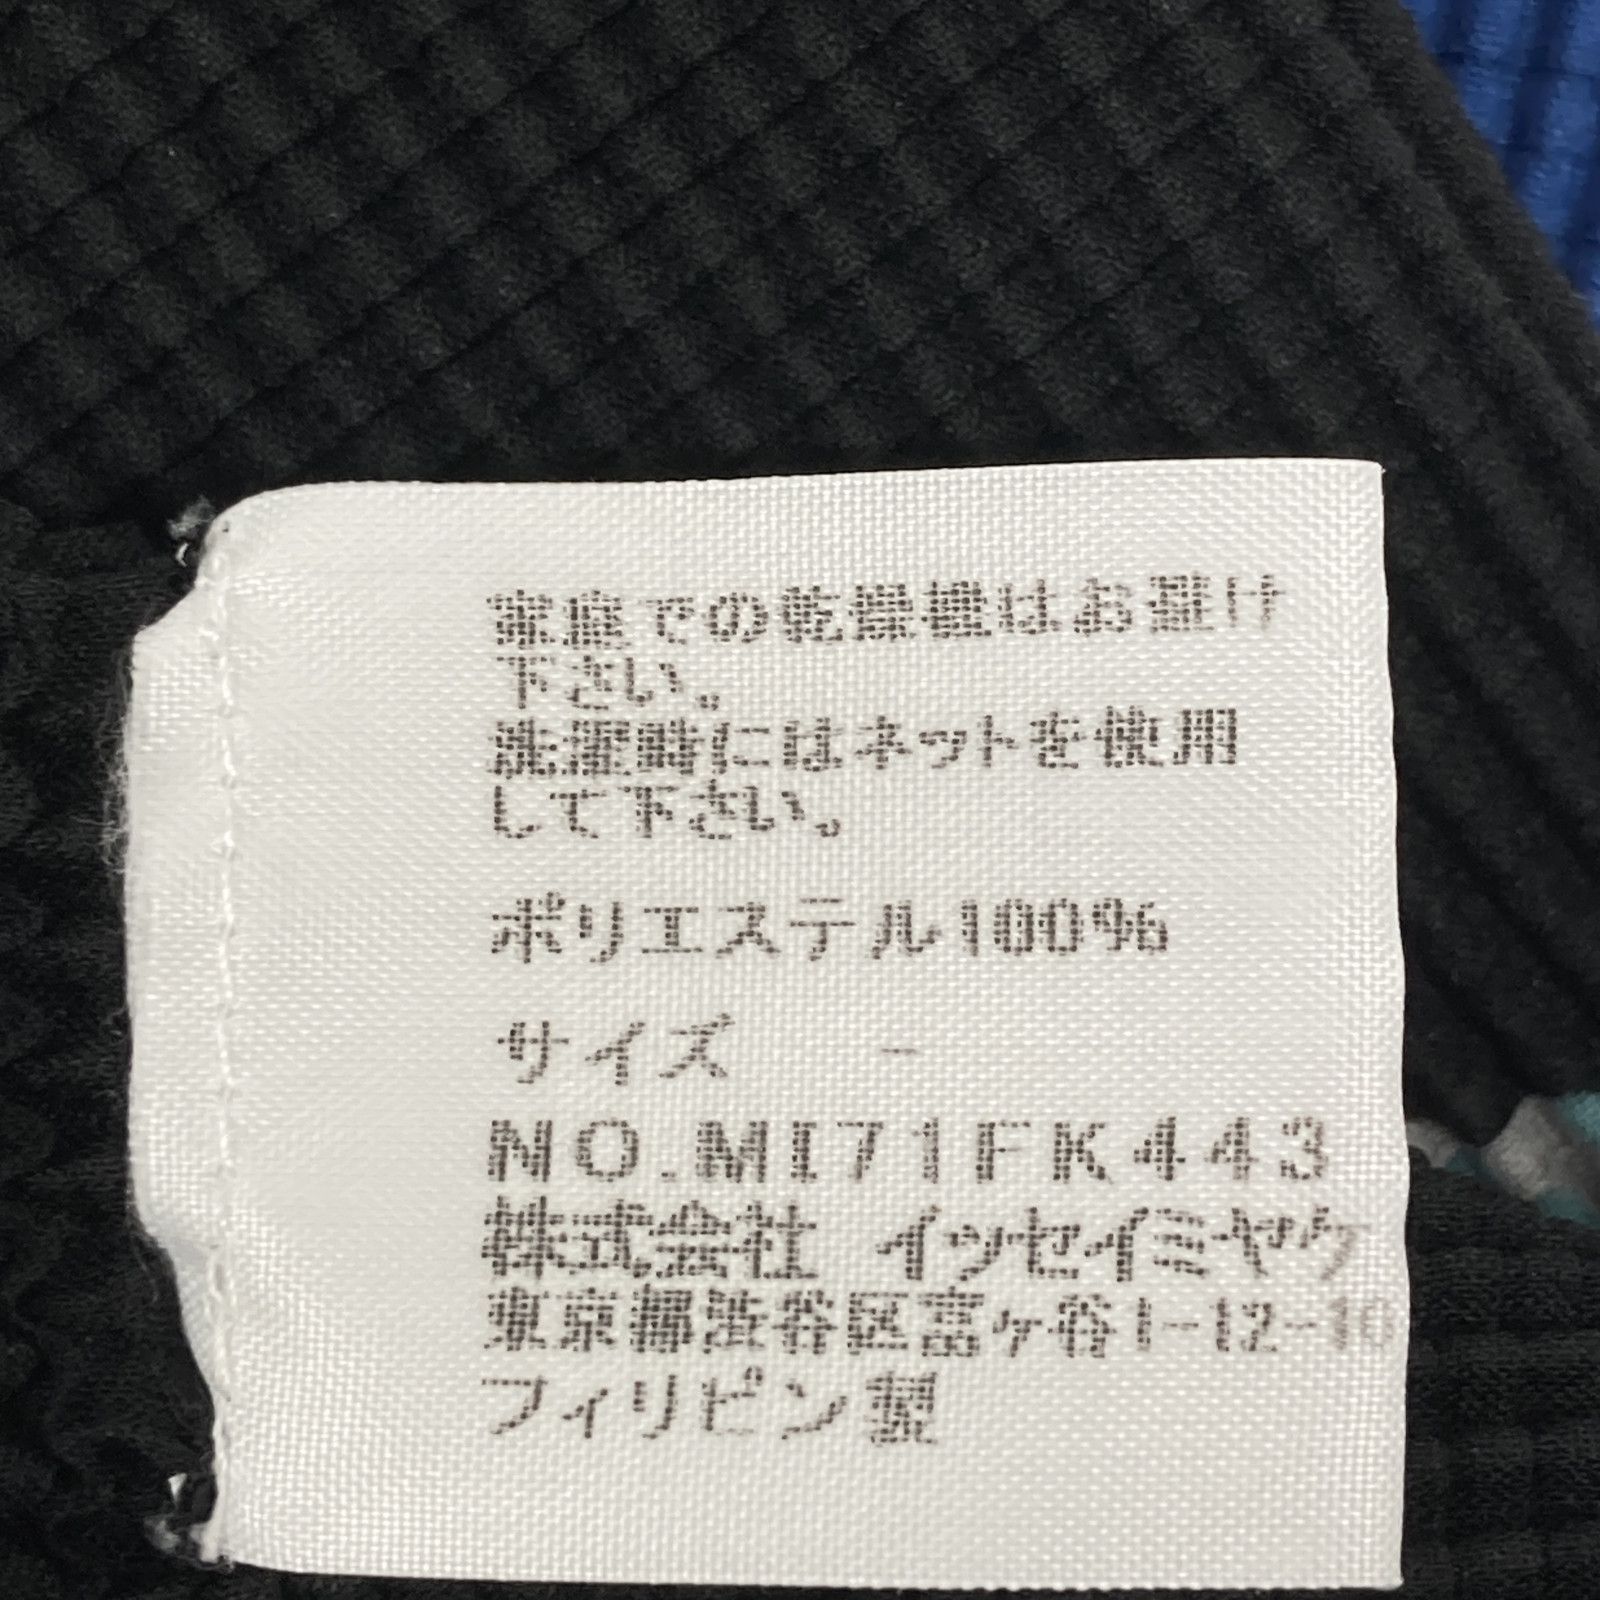 形態での乾燥機はお避け
下さい。
洗濯機にはネットを使用
して下さい。
ポリエステル100%
サイズ -
NO.MI71FK443
株式会社 イッセイミヤケ
東京都渋谷区富ヶ谷1-12-10
フィリピン製